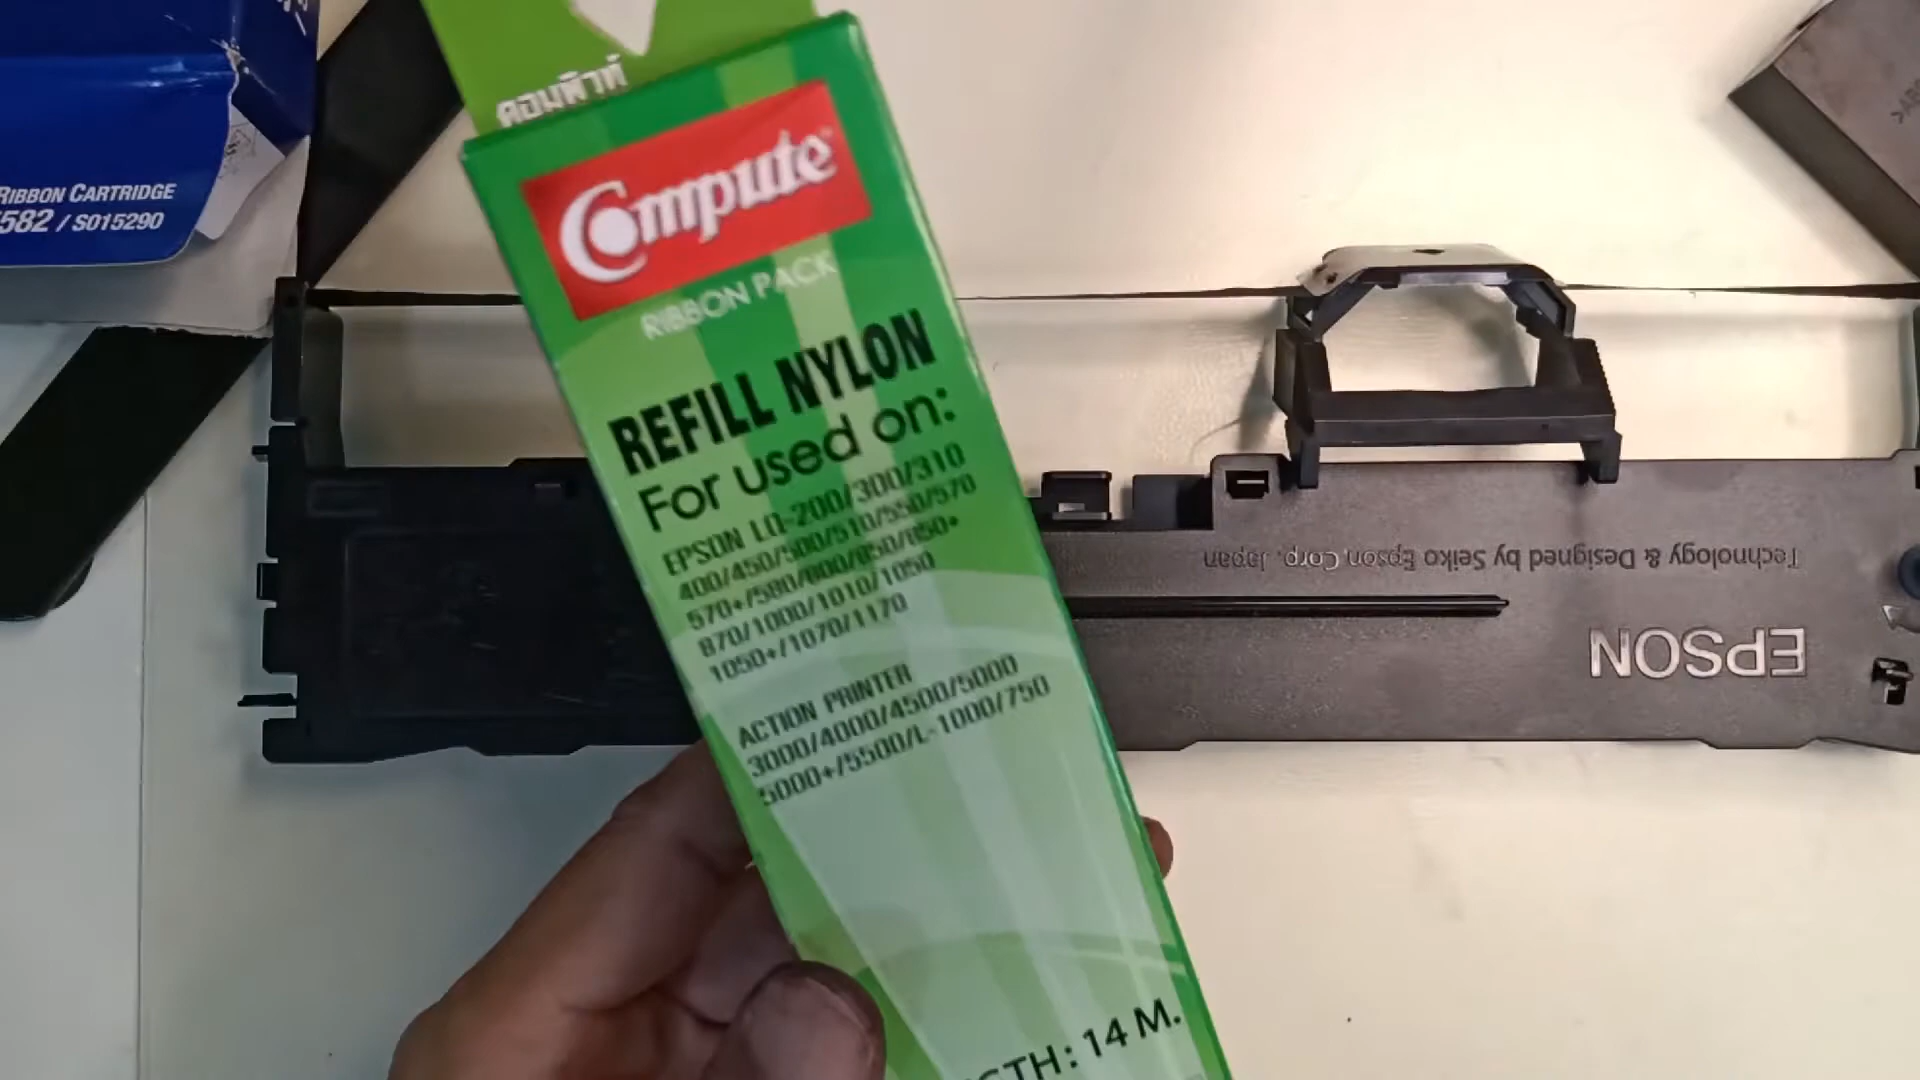 คอมพิวท์
Compute
RIBBON PACK
REFILL NYLON
For used on:
EPSON LQ-200/300/310
400/450/500/510/550/570
570+/580/800/850/850+
870/1000/1010/1050
1050+/1070/1170
ACTION PRINTER
3000/4000/4500/5000
5000+/5500/L-1000/750
GTH: 14 M.
RIBBON CARTRIDGE
582 / S015290
Technology & Designed by Seiko Epson Corp. Japan
EPSON